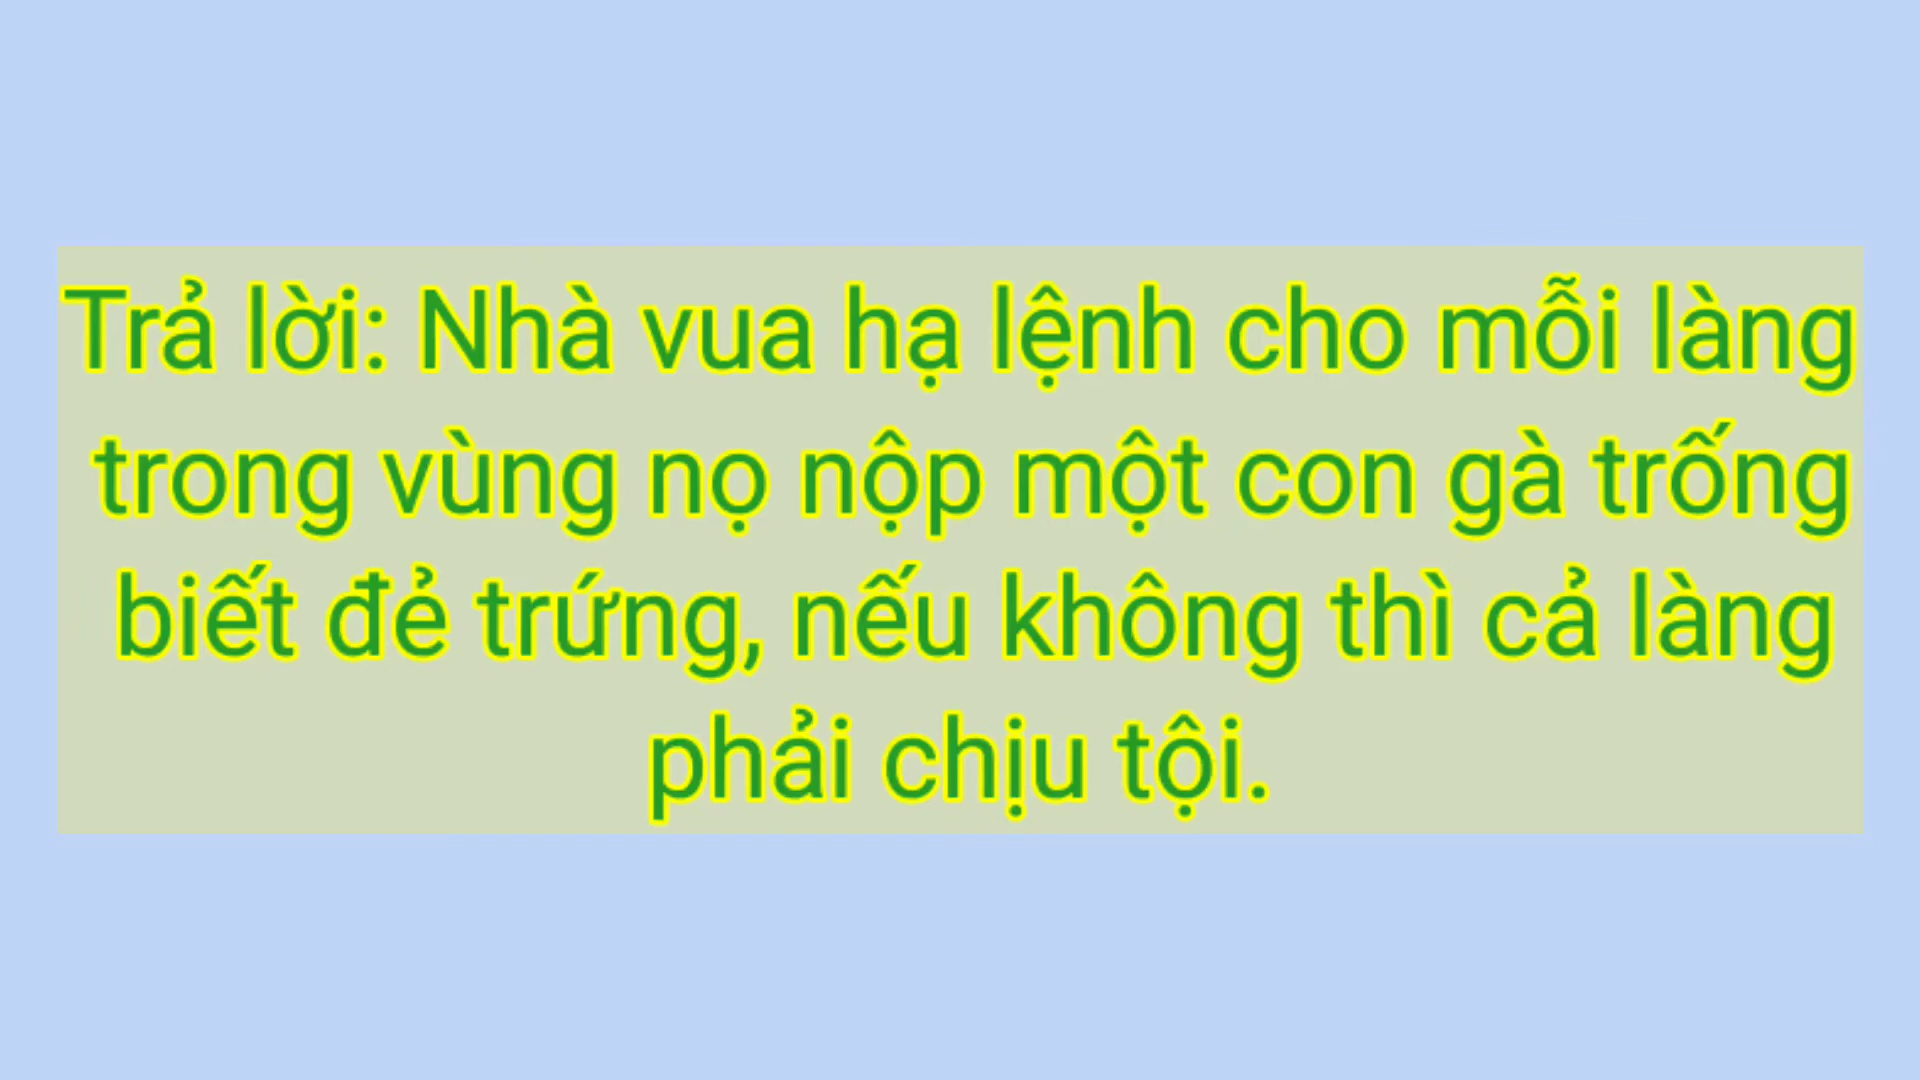 Trả lời: Nhà vua hạ lệnh cho mỗi làng
trong vùng nọ nộp một con gà trống
biết đẻ trứng, nếu không thì cả làng
phải chịu tội.